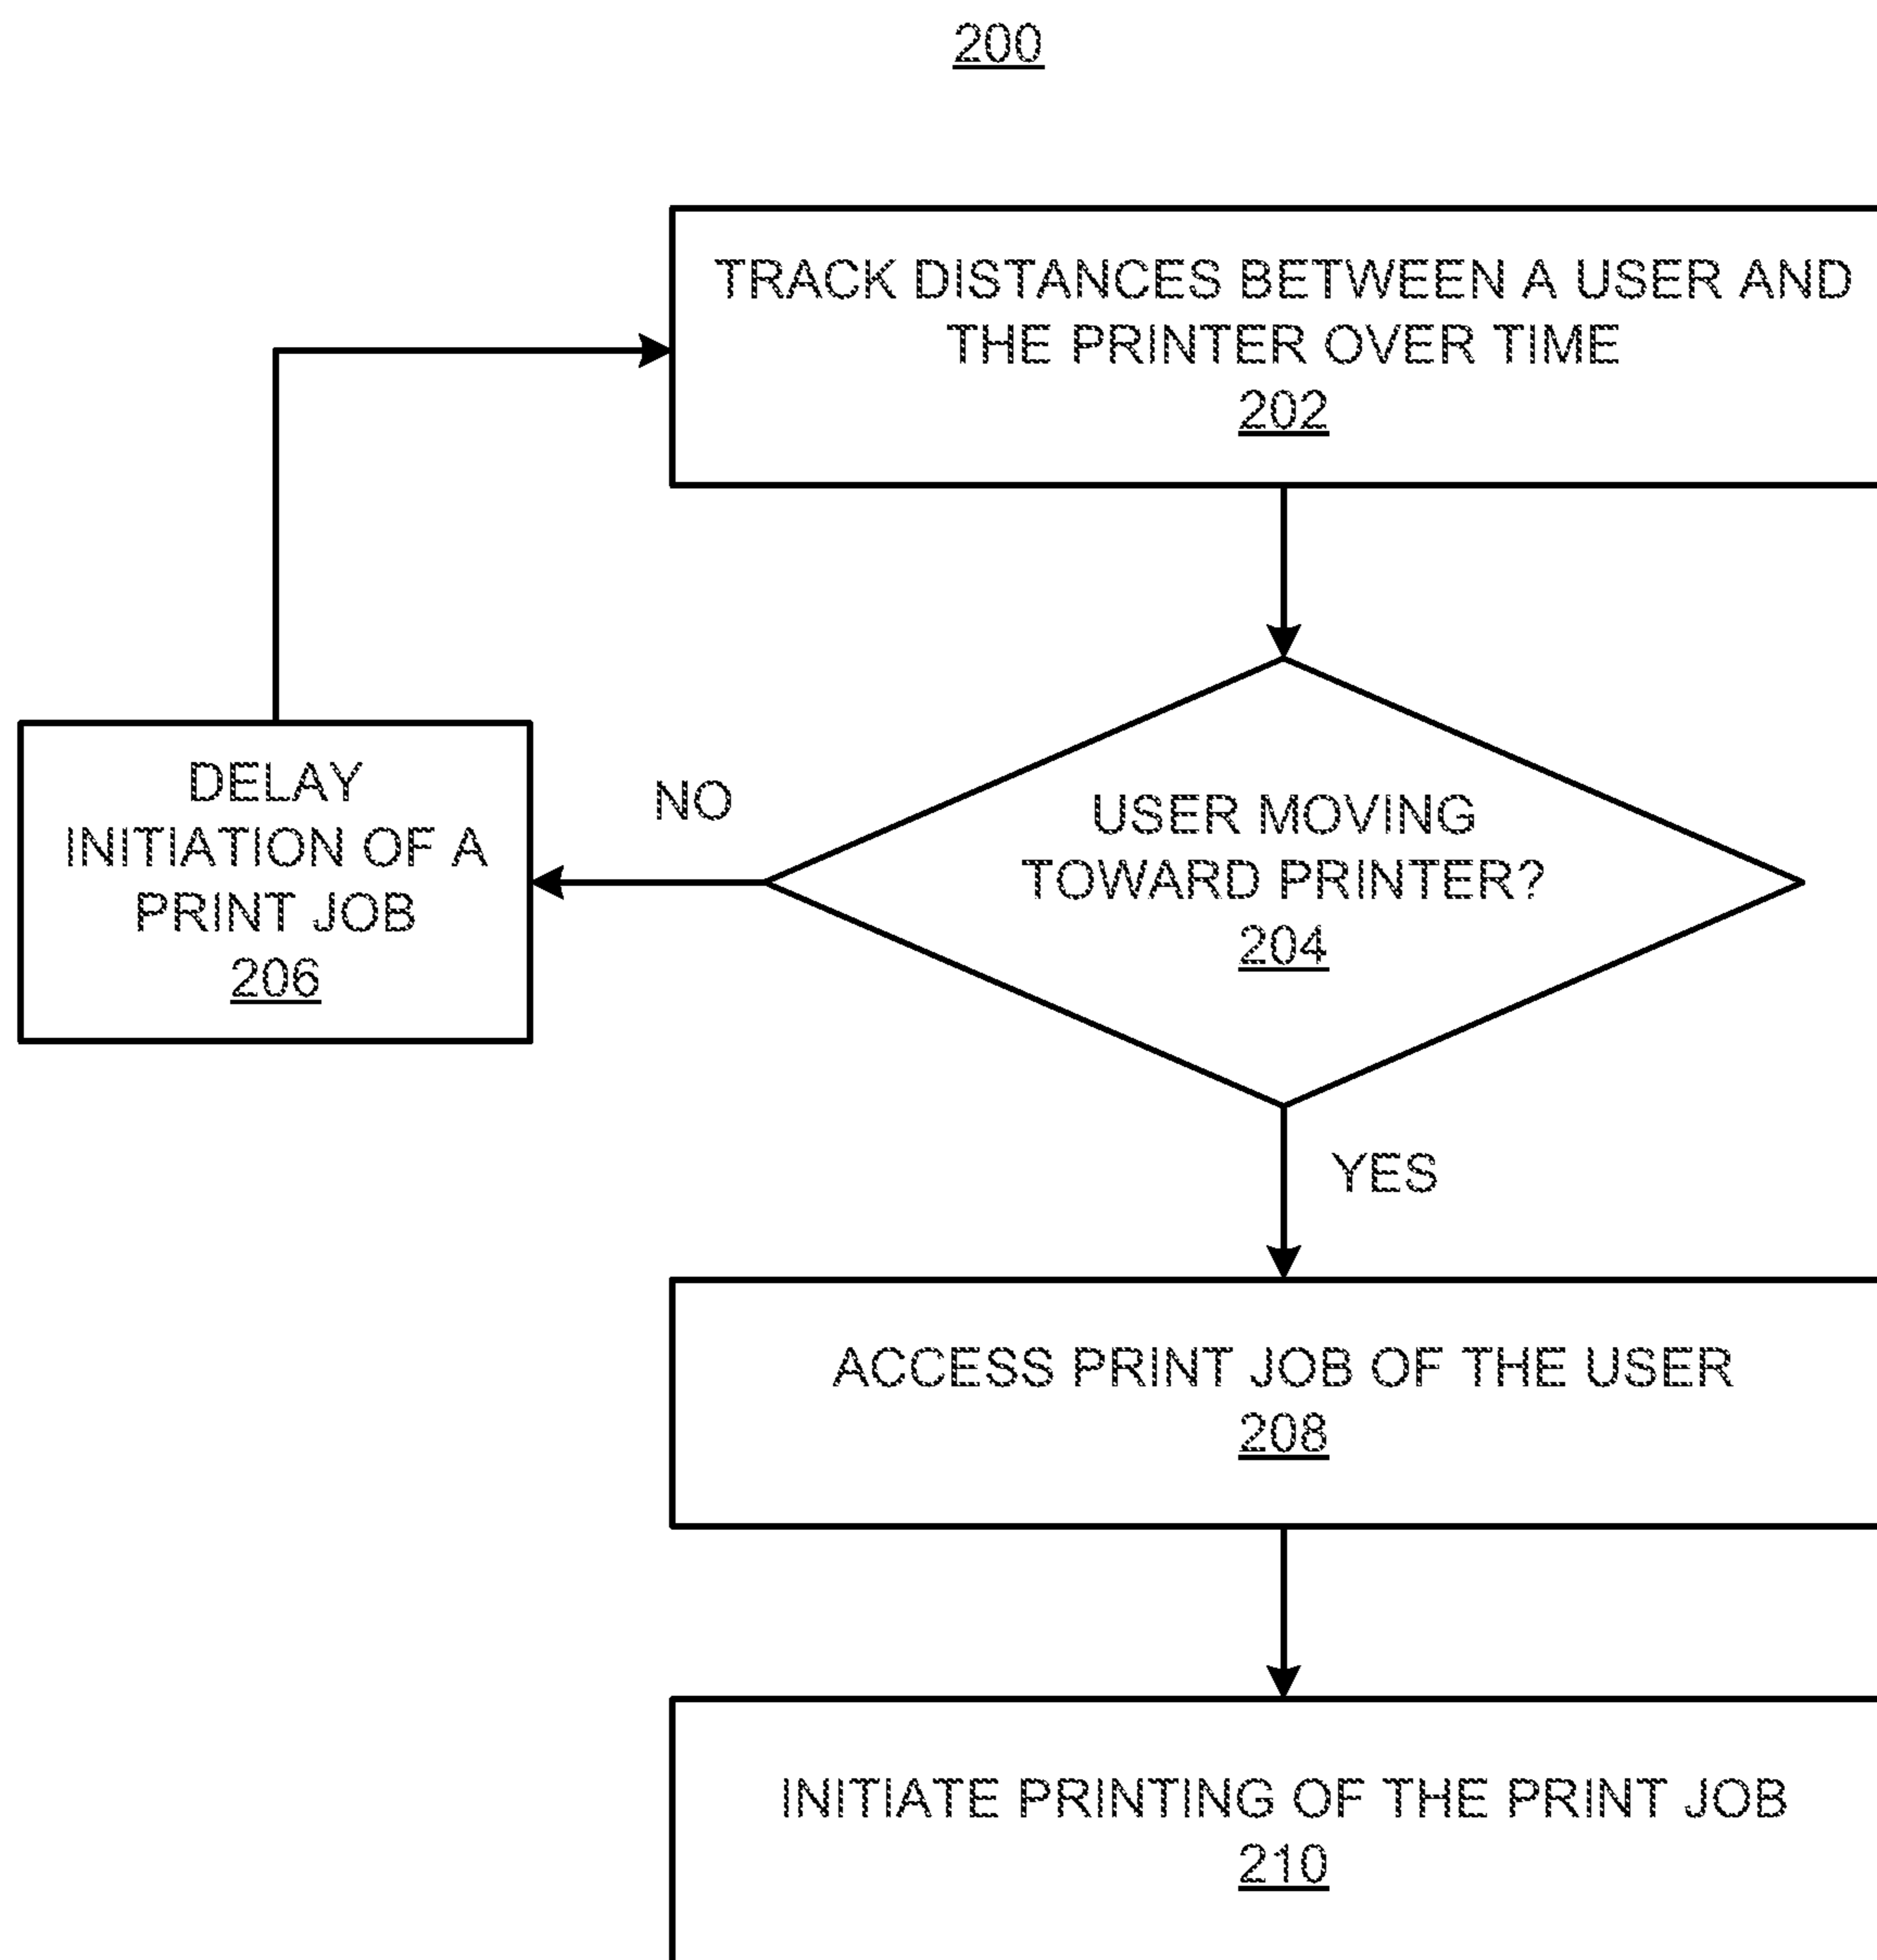 200
TRACK DISTANCES BETWEEN A USER AND
THE PRINTER OVER TIME
202
DELAY
INITIATION OF A
PRINT JOB
206
NO
USER MOVING
TOWARD PRINTER?
204
YES
ACCESS PRINT JOB OF THE USER
208
INITIATE PRINTING OF THE PRINT JOB
210